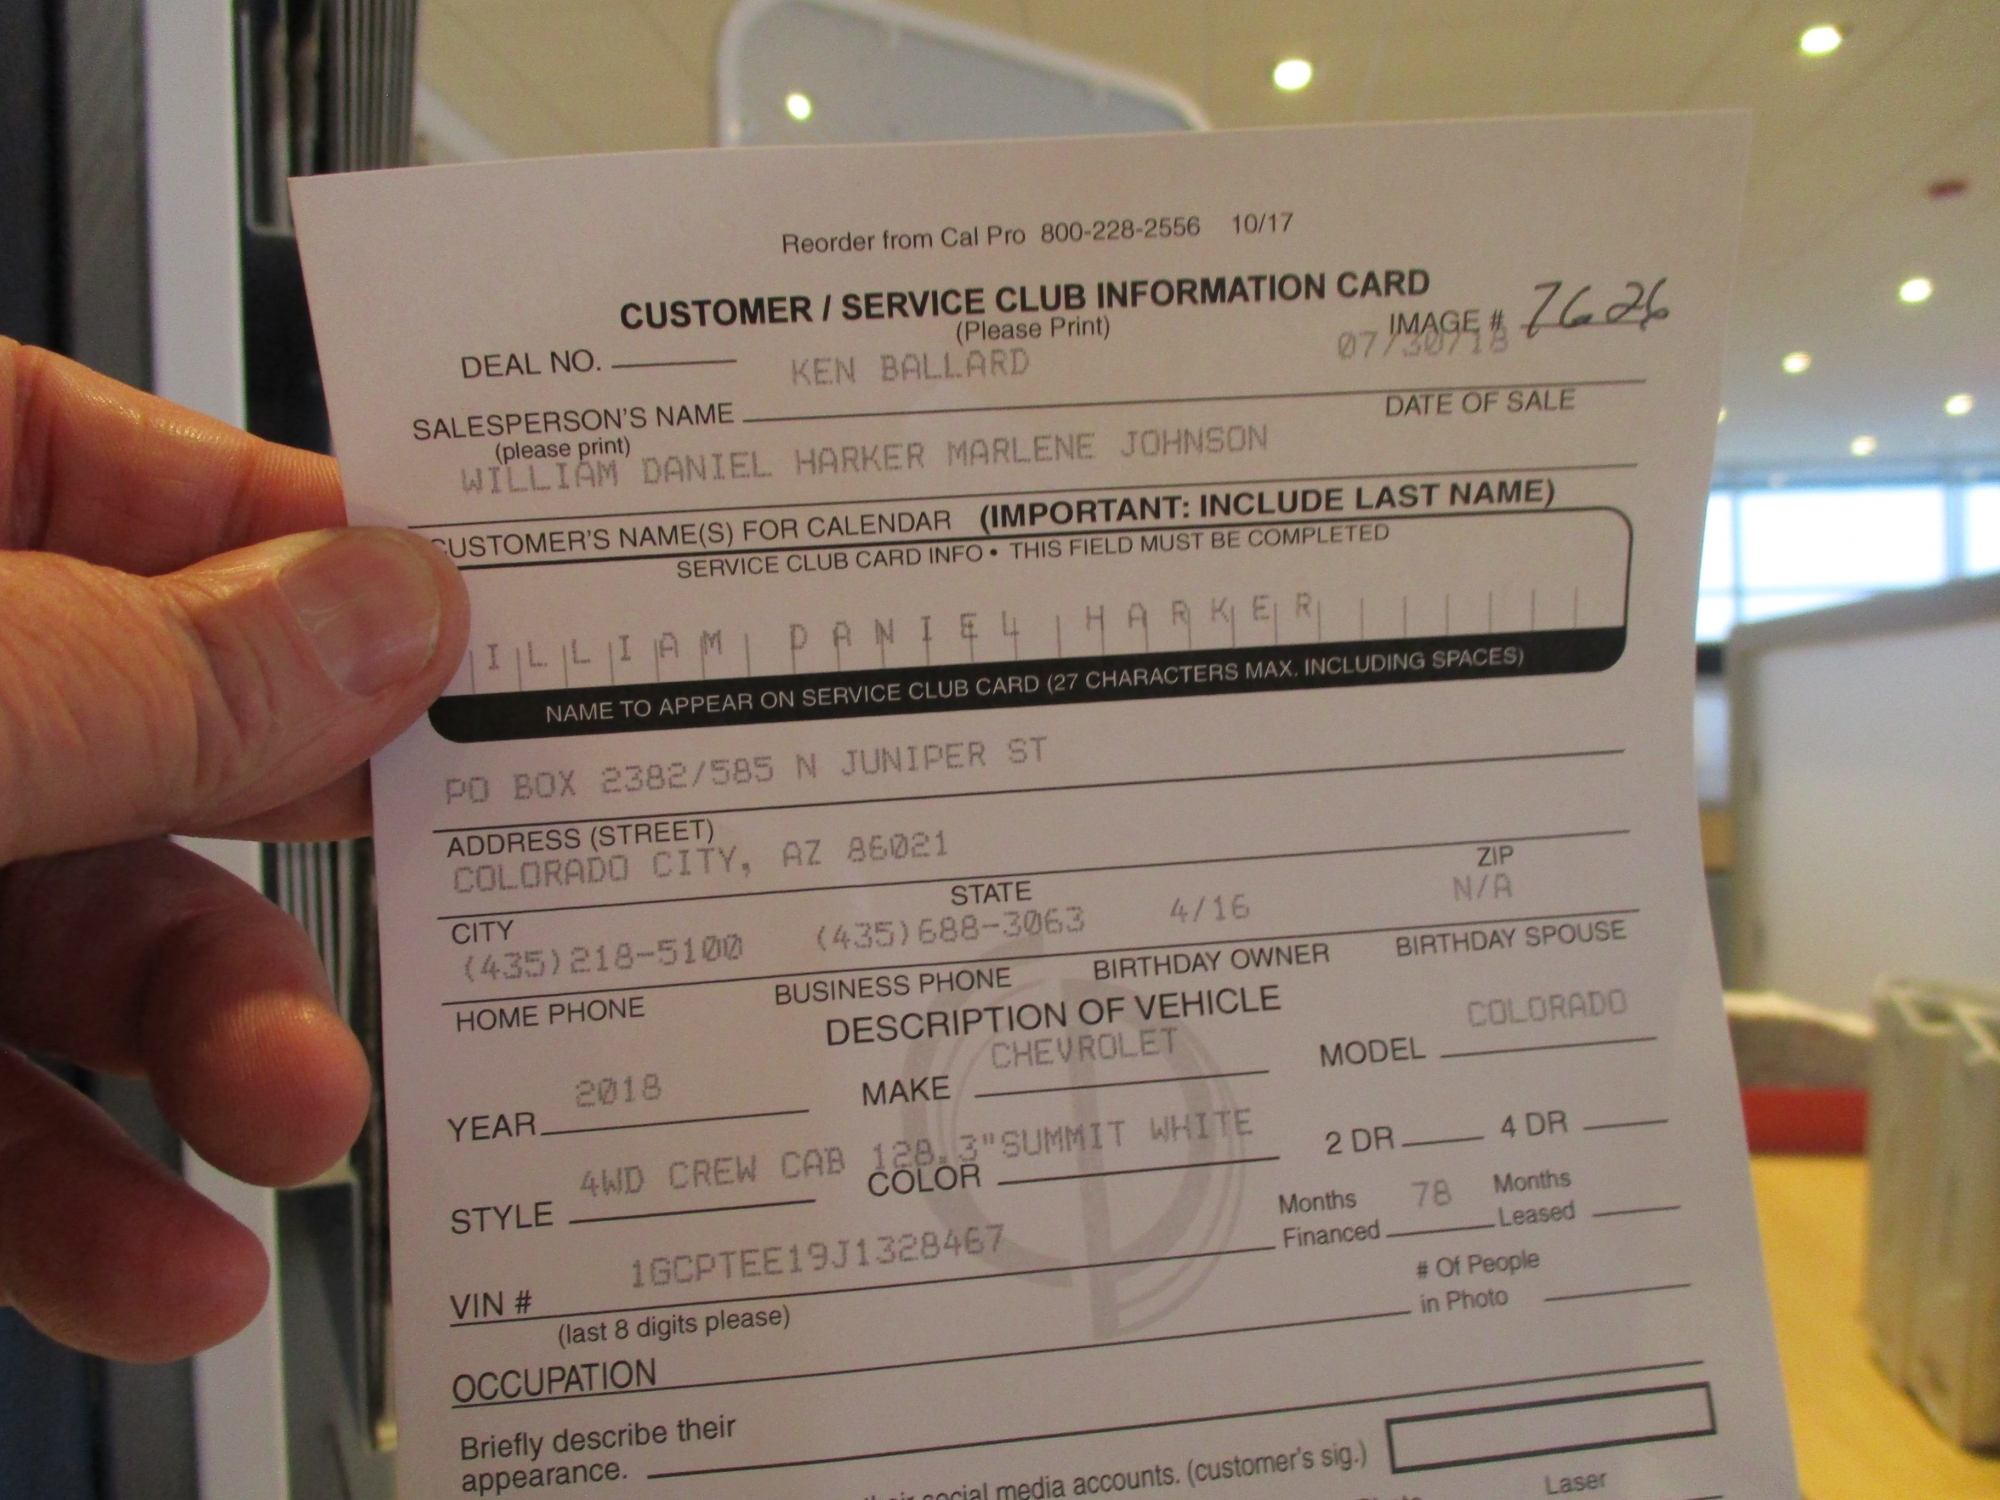 Reorder from Cal Pro 800-228-2556 10/17
CUSTOMER / SERVICE CLUB INFORMATION CARD
(Please Print)
IMAGE # 7626
07/30/18
DEAL NO.
KEN BALLARD
SALESPERSON'S NAME
DATE OF SALE
(please print)
WILLIAM DANIEL HARKER MARLENE JOHNSON
CUSTOMER'S NAME(S) FOR CALENDAR (IMPORTANT: INCLUDE LAST NAME)
SERVICE CLUB CARD INFO • THIS FIELD MUST BE COMPLETED
ILLIAM DANIEL HARKER
NAME TO APPEAR ON SERVICE CLUB CARD (27 CHARACTERS MAX. INCLUDING SPACES)
PO BOX 2382/585 N JUNIPER ST
ADDRESS (STREET)
COLORADO CITY, AZ 86021
CITY STATE ZIP
(435)218-5100 (435)688-3063 4/16 N/A
HOME PHONE BUSINESS PHONE BIRTHDAY OWNER BIRTHDAY SPOUSE
DESCRIPTION OF VEHICLE
YEAR 2018 MAKE CHEVROLET MODEL COLORADO
STYLE 4WD CREW CAB 128.3" COLOR SUMMIT WHITE 2 DR 4 DR
VIN # 1GCPTEE19J1328467 Months Financed 78 Months Leased
(last 8 digits please)
# Of People
in Photo
OCCUPATION
Briefly describe their
appearance.
social media accounts. (customer's sig.)
Laser